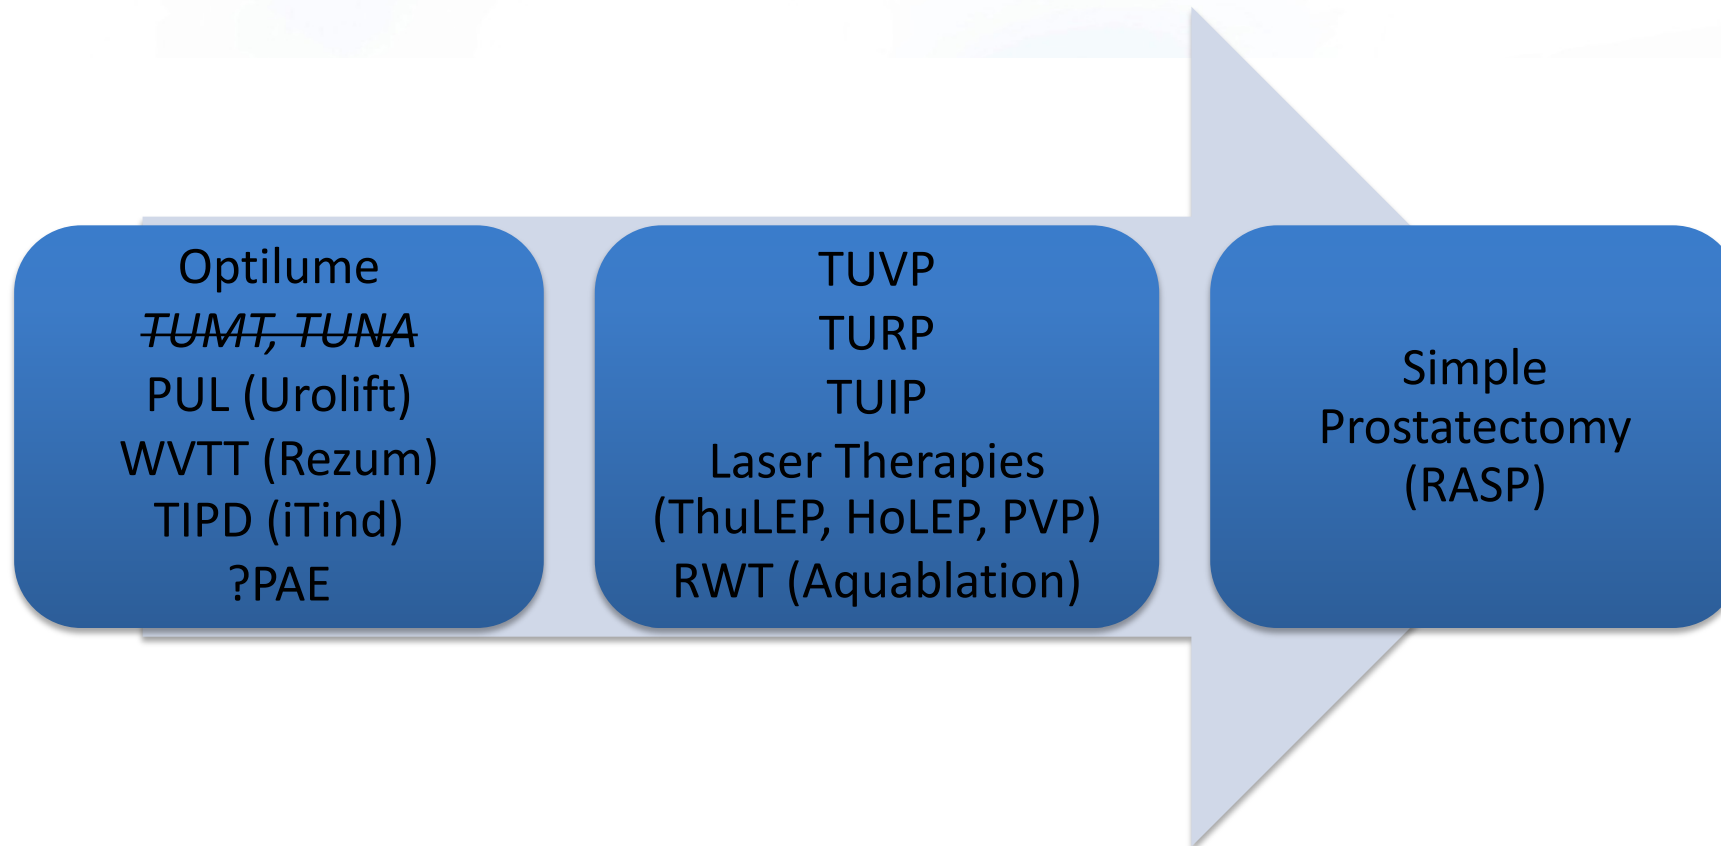 Optilume
TUMT, TUNA
PUL (Urolift)
WVTT (Rezum)
TIPD (iTind)
?PAE
TUVP
TURP
TUIP
Laser Therapies
(ThuLEP, HoLEP, PVP)
RWT (Aquablation)
Simple
Prostatectomy
(RASP)